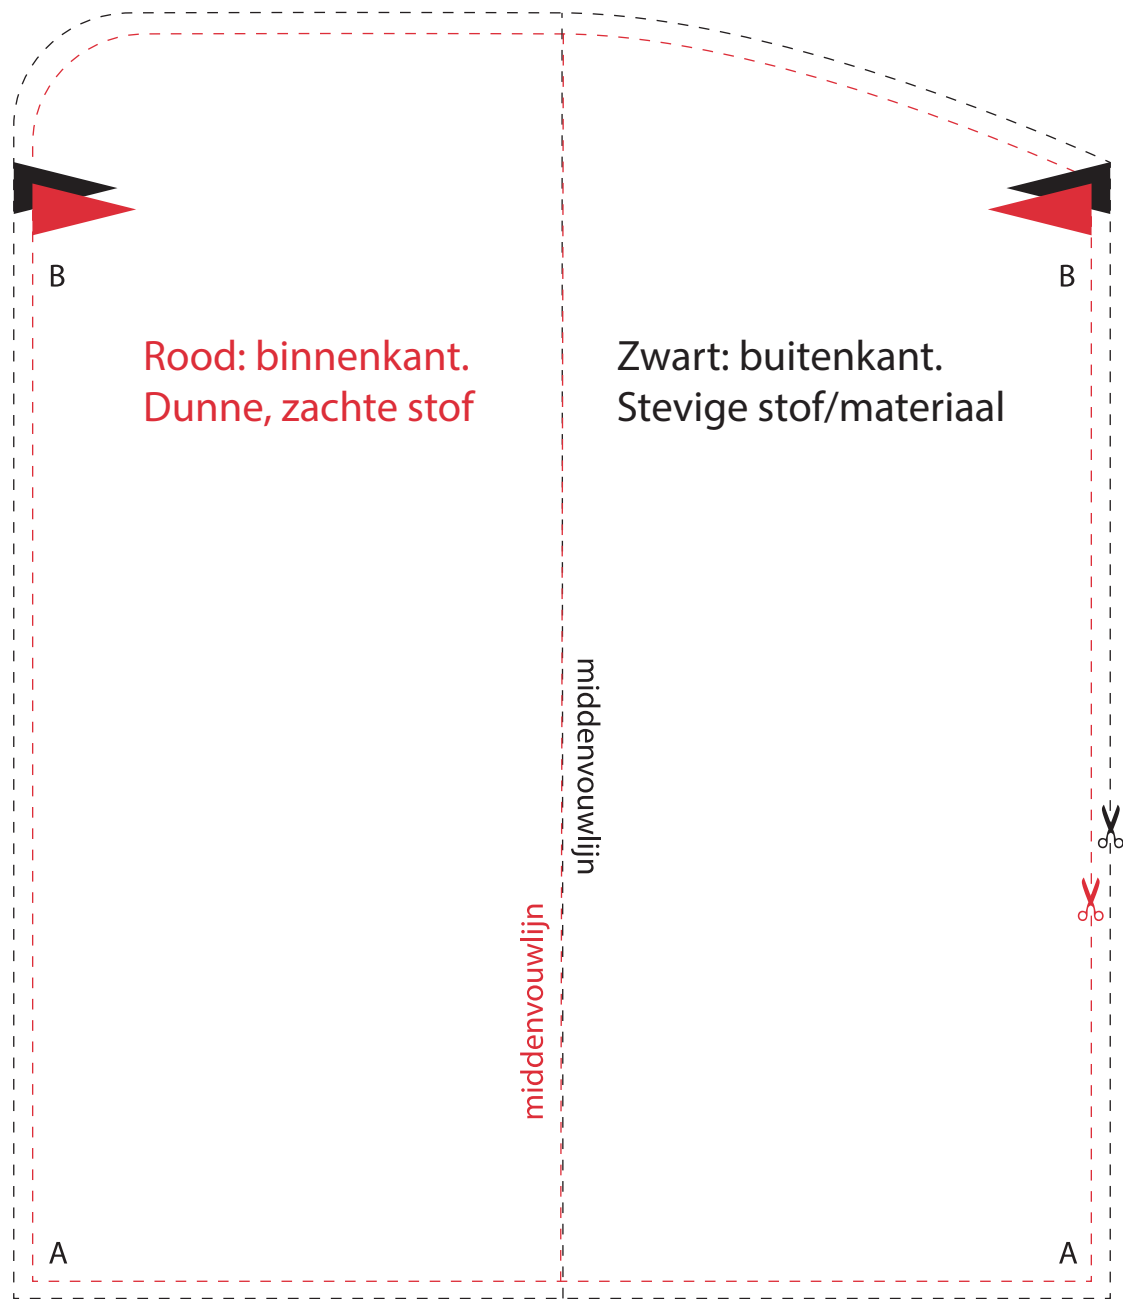 B
B
Rood: binnenkant.
Dunne, zachte stof
Zwart: buitenkant.
Stevige stof/materiaal
middenvouwlijn
middenvouwlijn
A
A